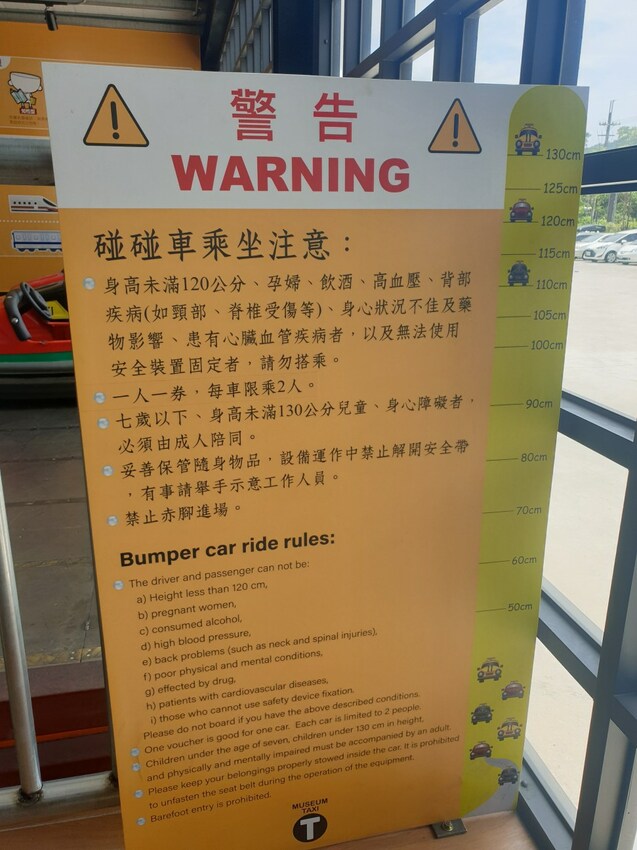 警告
WARNING
碰碰車乘坐注意：
身高未滿120公分、孕婦、飲酒、高血壓、背部
疾病(如頸部、脊椎受傷等)、身心狀況不佳及藥
物影響、患有心臟血管疾病者，以及無法使用
安全裝置固定者，請勿搭乘。
一人一券，每車限乘2人。
七歲以下、身高未滿130公分兒童、身心障礙者，
必須由成人陪同。
妥善保管隨身物品，設備運作中禁止解開安全帶
，有事請舉手示意工作人員。
禁止赤腳進場。
Bumper car ride rules:
The driver and passenger can not be:
a) Height less than 120 cm,
b) pregnant women,
c) consumed alcohol,
d) high blood pressure,
e) back problems (such as neck and spinal injuries),
f) poor physical and mental conditions,
g) effected by drug,
h) patients with cardiovascular diseases,
i) those who cannot use safety device fixation.
Please do not board if you have the above described conditions.
One voucher is good for one car. Each car is limited to 2 people.
Children under the age of seven, children under 130 cm in height,
and physically and mentally impaired must be accompanied by an adult.
Please keep your belongings properly stowed inside the car. It is prohibited
to unfasten the seat belt during the operation of the equipment.
Barefoot entry is prohibited.
MUSEUM
TAXI
T
130cm
125cm
120cm
115cm
110cm
105cm
100cm
90cm
80cm
70cm
60cm
50cm